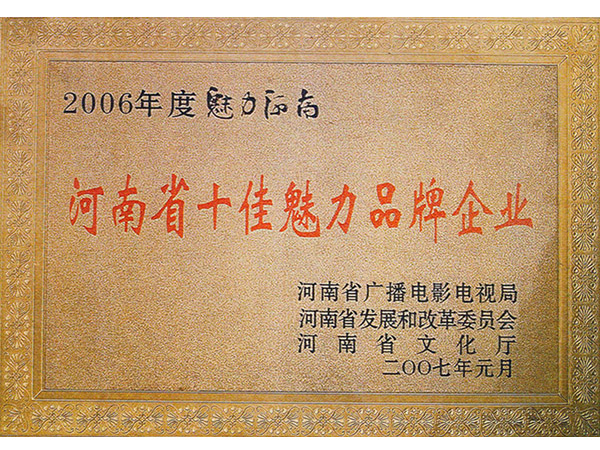 2006年度魅力河南
河南省十佳魅力品牌企业
河南省广播电影电视局
河南省发展和改革委员会
河南省文化厅
二〇〇七年元月